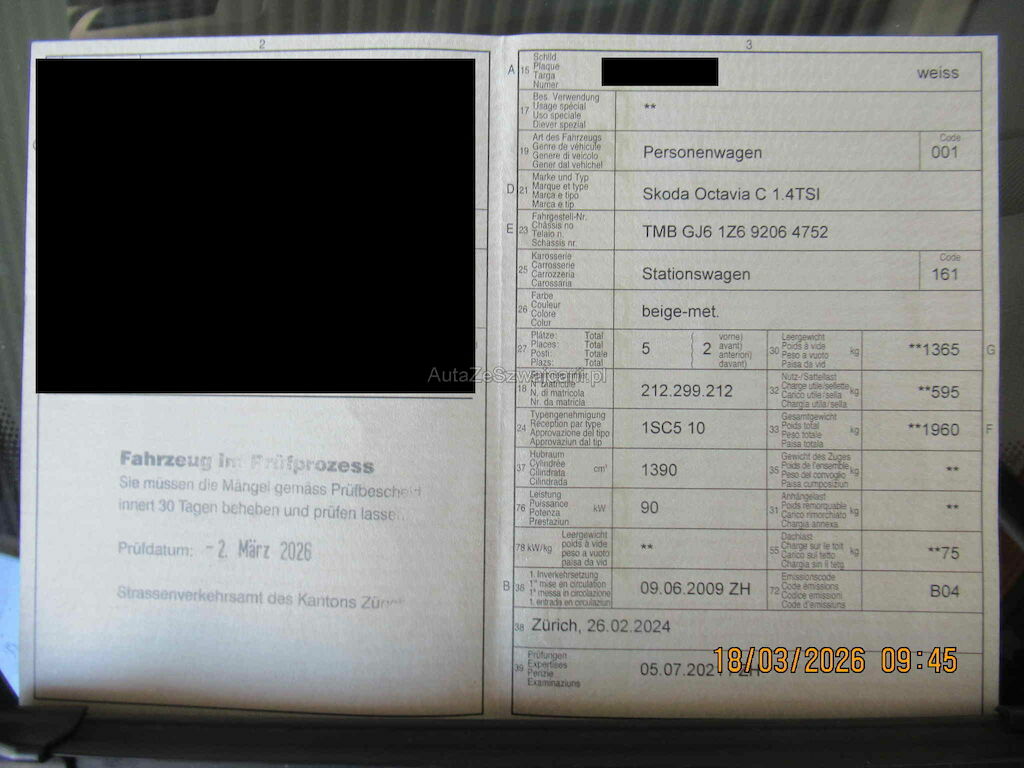 2
Fahrzeug im Prüfprozess
Sie müssen die Mängel gemäss Prüfbescheid
innert 30 Tagen beheben und prüfen lassen
Prüfdatum: - 2. März 2026
Strassenverkehrsamt des Kantons Zürich
3
A 15 Schild
Plaque
Targa
Numer
weiss
17 Bes. Verwendung
Usage spécial
Uso speciale
Diever spezial
**
19 Art des Fahrzeugs
Genre de véhicule
Genere di veicolo
Gener dal vehichel
Personenwagen
Code
001
D 21 Marke und Typ
Marque et type
Marca e tipo
Marca e tip
Skoda Octavia C 1.4TSI
E 23 Fahrgestell-Nr.
Châssis no
Telaio n.
Schassis nr.
TMB GJ6 1Z6 9206 4752
25 Karosserie
Carrosserie
Carrozzeria
Carossaria
Stationswagen
Code
161
26 Farbe
Couleur
Colore
Colur
beige-met.
27 Plätze: Total
Places: Total
Posti: Totale
Plazs: Total
5 ( 2
vorne)
avant)
anteriori)
davant)
30 Leergewicht
Poids à vide
Peso a vuoto
Paisa da vid
kg
**1365
G
18 Stammnummer
N° matricule
N. di matricola
Nr. da matricla
212.299.212
32 Nutz-/Sattellast
Charge utile/sellette
Carico utile/sella
Chargia utila/sella
kg
**595
24 Typengenehmigung
Réception par type
Approvazione del tipo
Approvaziun dal tip
1SC5 10
33 Gesamtgewicht
Poids total
Peso totale
Paisa totala
kg
**1960
F
37 Hubraum
Cylindrée
Cilindrata
Cilindrada
cm³
1390
35 Gewicht des Zuges
Poids de l'ensemble
Peso del convoglio
Paisa cumposiziun
kg
**
76 Leistung
Puissance
Potenza
Prestaziun
kW
90
31 Anhängelast
Poids remorquable
Carico rimorchiato
Chargia annexa
kg
**
78 kW/kg
Leergewicht
poids à vide
peso a vuoto
paisa da vid
**
55 Dachlast
Charge sur le toit
Carico sul tetto
Chargia sin il tetg
kg
**75
B 36 1. Inverkehrsetzung
1re mise en circulation
1a messa in circolazione
1. entrada en circulaziun
09.06.2009 ZH
72 Emissionscode
Code émissions
Codice emissioni
Code d'emissiuns
B04
38 Zürich, 26.02.2024
39 Prüfungen
Expertises
Perizie
Examinaziuns
05.07.2021 / ZH
18/03/2026 09:45
AutaZeSzwajcarii.pl